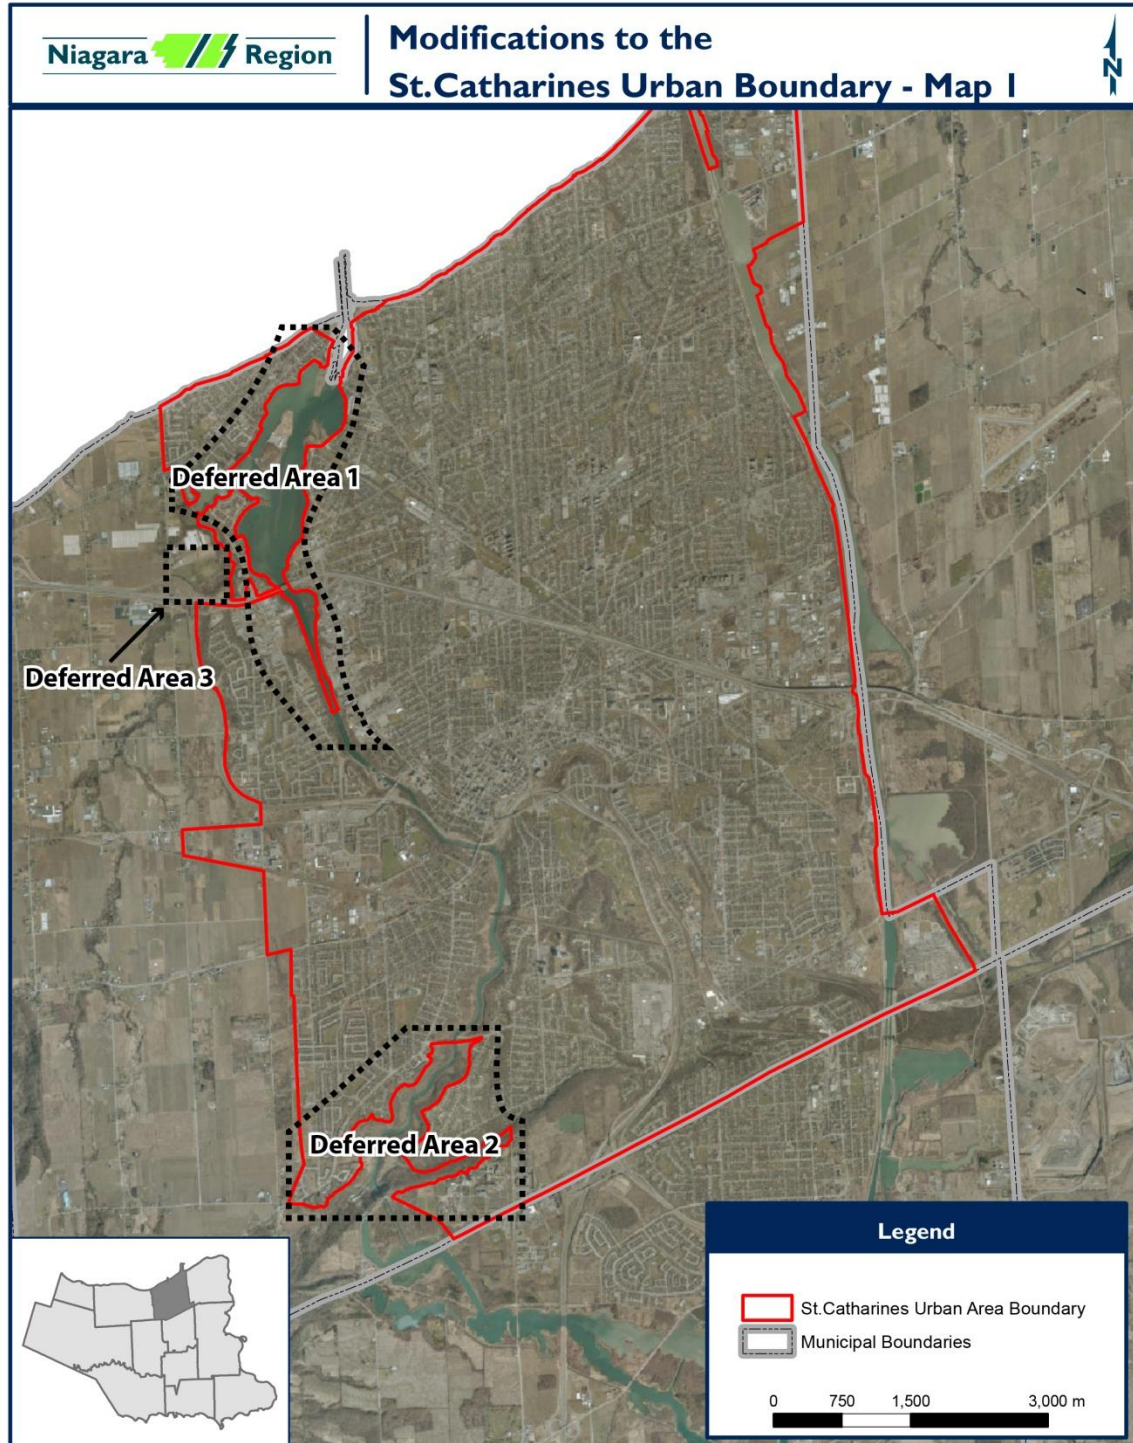 Niagara Region
Modifications to the
St.Catharines Urban Boundary - Map 1
N
Deferred Area 1
Deferred Area 3
Deferred Area 2
Legend
St.Catharines Urban Area Boundary
Municipal Boundaries
0 750 1,500 3,000 m